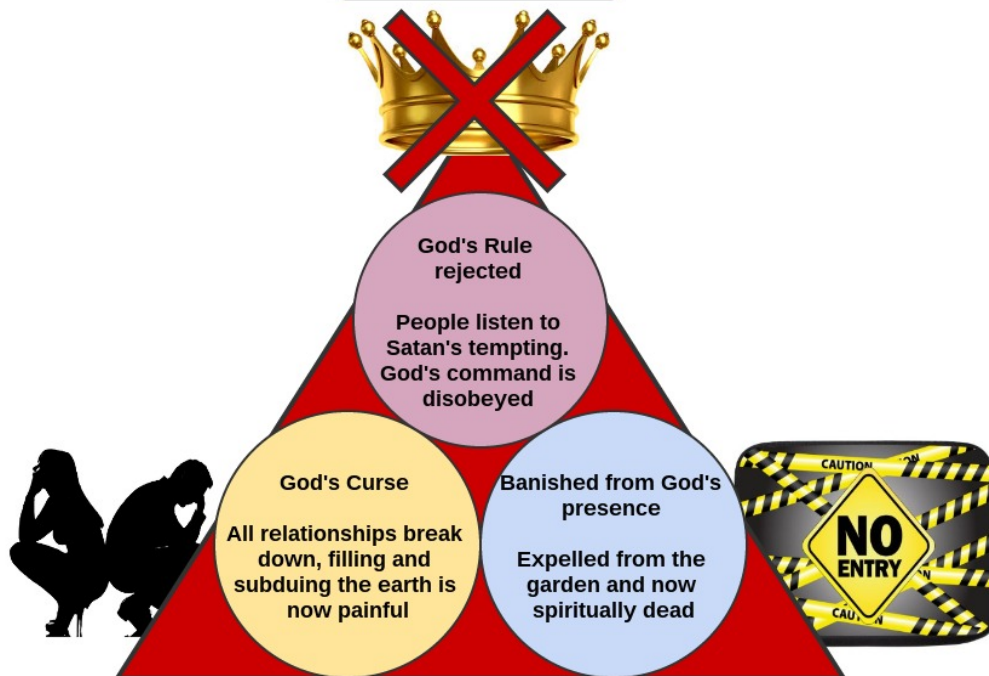 God's Rule
rejected
People listen to
Satan's tempting.
God's command is
disobeyed
God's Curse
All relationships break
down, filling and
subduing the earth is
now painful
Banished from God's
presence
Expelled from the
garden and now
spiritually dead
CAUTION
NO
ENTRY